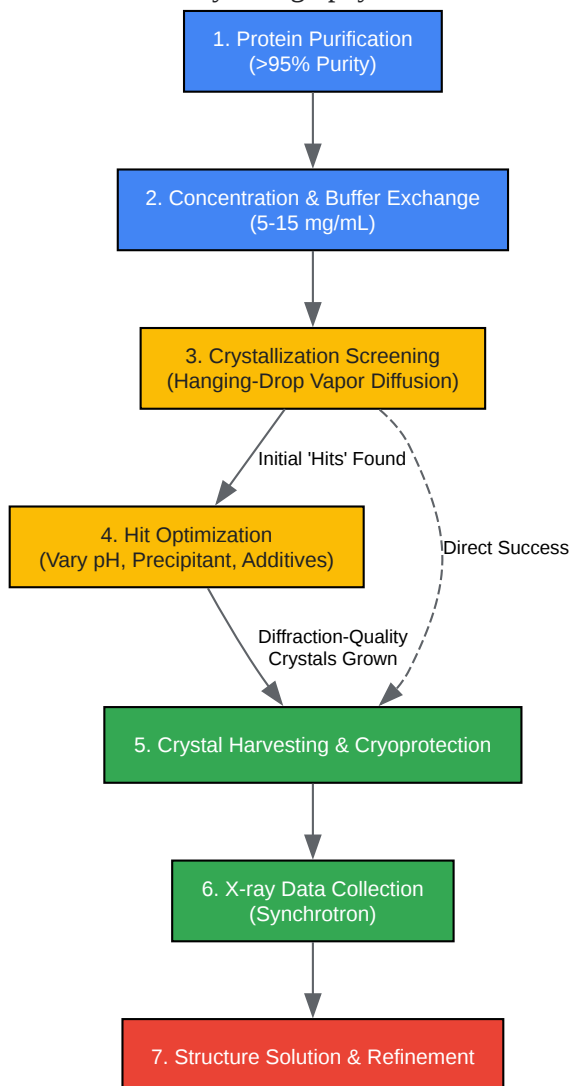 1. Protein Purification
(>95% Purity)
2. Concentration & Buffer Exchange
(5-15 mg/mL)
3. Crystallization Screening
(Hanging-Drop Vapor Diffusion)
Initial 'Hits' Found
4. Hit Optimization
(Vary pH, Precipitant, Additives)
Direct Success
Diffraction-Quality
Crystals Grown
5. Crystal Harvesting & Cryoprotection
6. X-ray Data Collection
(Synchrotron)
7. Structure Solution & Refinement